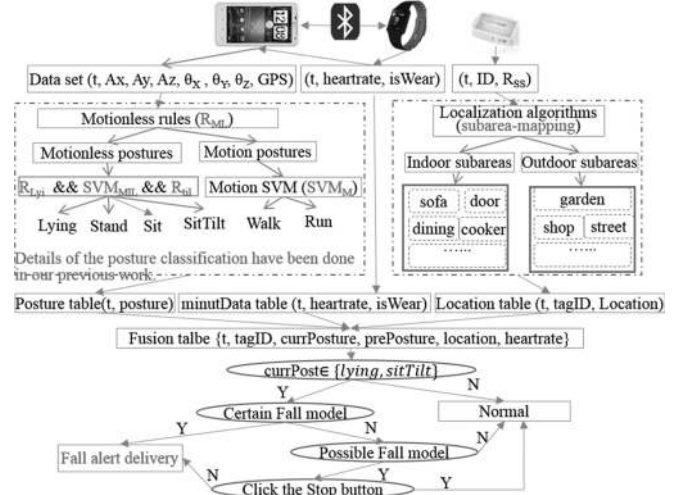 12:08
Data set (t, Ax, Ay, Az, θX , θY, θZ, GPS)
(t, heartrate, isWear)
(t, ID, RSS)
Motionless rules (RML)
Motionless postures
Motion postures
RLyi && SVMMIL && Rtil
Motion SVM (SVMM)
Lying
Stand
Sit
SitTilt
Walk
Run
Details of the posture classification have been done
in our previous work.
Localization algorithms
(subarea-mapping)
Indoor subareas
Outdoor subareas
sofa
door
dining
cooker
......
garden
shop
street
......
Posture table(t, posture)
minutData table (t, heartrate, isWear)
Location table (t, tagID, Location)
Fusion talbe {t, tagID, currPosture, prePosture, location, heartrate}
currPost∈{lying, sitTilt}
Y
N
Certain Fall model
Normal
Y
N
Possible Fall model
N
Fall alert delivery
N
Y
Click the Stop button
Y